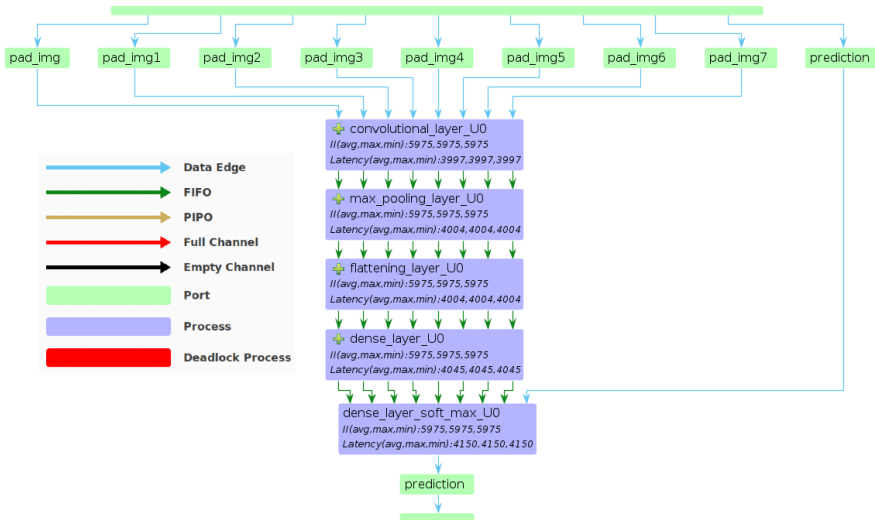 pad_img
pad_img1
pad_img2
pad_img3
pad_img4
pad_img5
pad_img6
pad_img7
prediction
convolutional_layer_U0
II(avg,max,min):5975,5975,5975
Latency(avg,max,min):3997,3997,3997
max_pooling_layer_U0
II(avg,max,min):5975,5975,5975
Latency(avg,max,min):4004,4004,4004
flattening_layer_U0
II(avg,max,min):5975,5975,5975
Latency(avg,max,min):4004,4004,4004
dense_layer_U0
II(avg,max,min):5975,5975,5975
Latency(avg,max,min):4045,4045,4045
dense_layer_soft_max_U0
II(avg,max,min):5975,5975,5975
Latency(avg,max,min):4150,4150,4150
prediction
Data Edge
FIFO
PIPO
Full Channel
Empty Channel
Port
Process
Deadlock Process